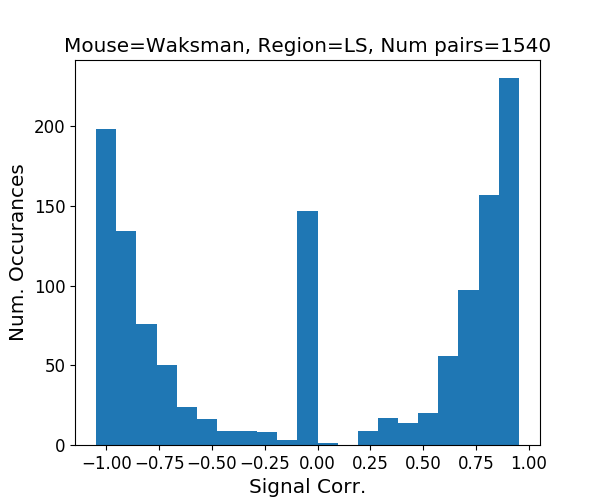 Mouse=Waksman, Region=LS, Num pairs=1540
Num. Occurances
200
150
100
50
0
−1.00 −0.75 −0.50 −0.25 0.00 0.25 0.50 0.75 1.00
Signal Corr.